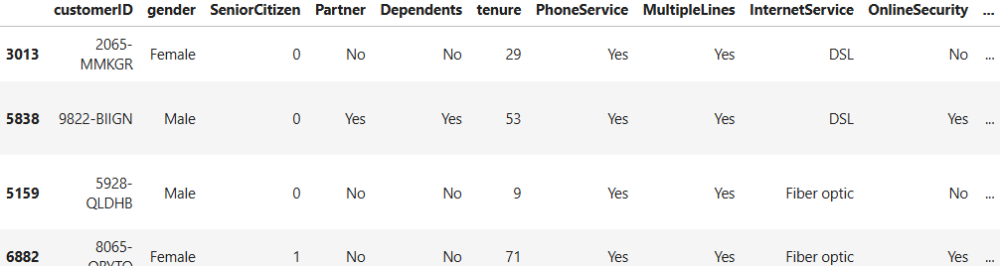 customerID gender SeniorCitizen Partner Dependents tenure PhoneService MultipleLines InternetService OnlineSecurity ...
3013 2065-MMKGR Female 0 No No 29 Yes Yes DSL No ...
5838 9822-BIIGN Male 0 Yes Yes 53 Yes Yes DSL Yes ...
5159 5928-QLDHB Male 0 No No 9 Yes Yes Fiber optic No ...
6882 8065- Female 1 No No 71 Yes Yes Fiber optic Yes ...